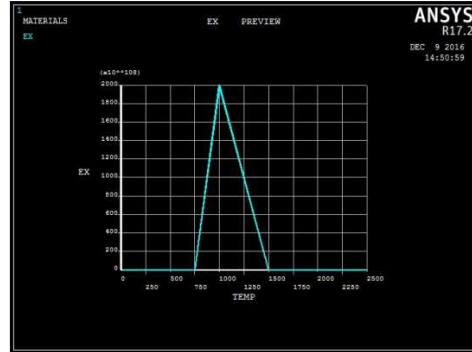 1
MATERIALS
EX
EX PREVIEW
ANSYS
R17.2
DEC 9 2016
14:50:59
(x10**108)
2000
1800
1600
1400
1200
1000
800
600
400
200
0
EX
0 500 1000 1500 2000 2500
250 750 1250 1750 2250
TEMP